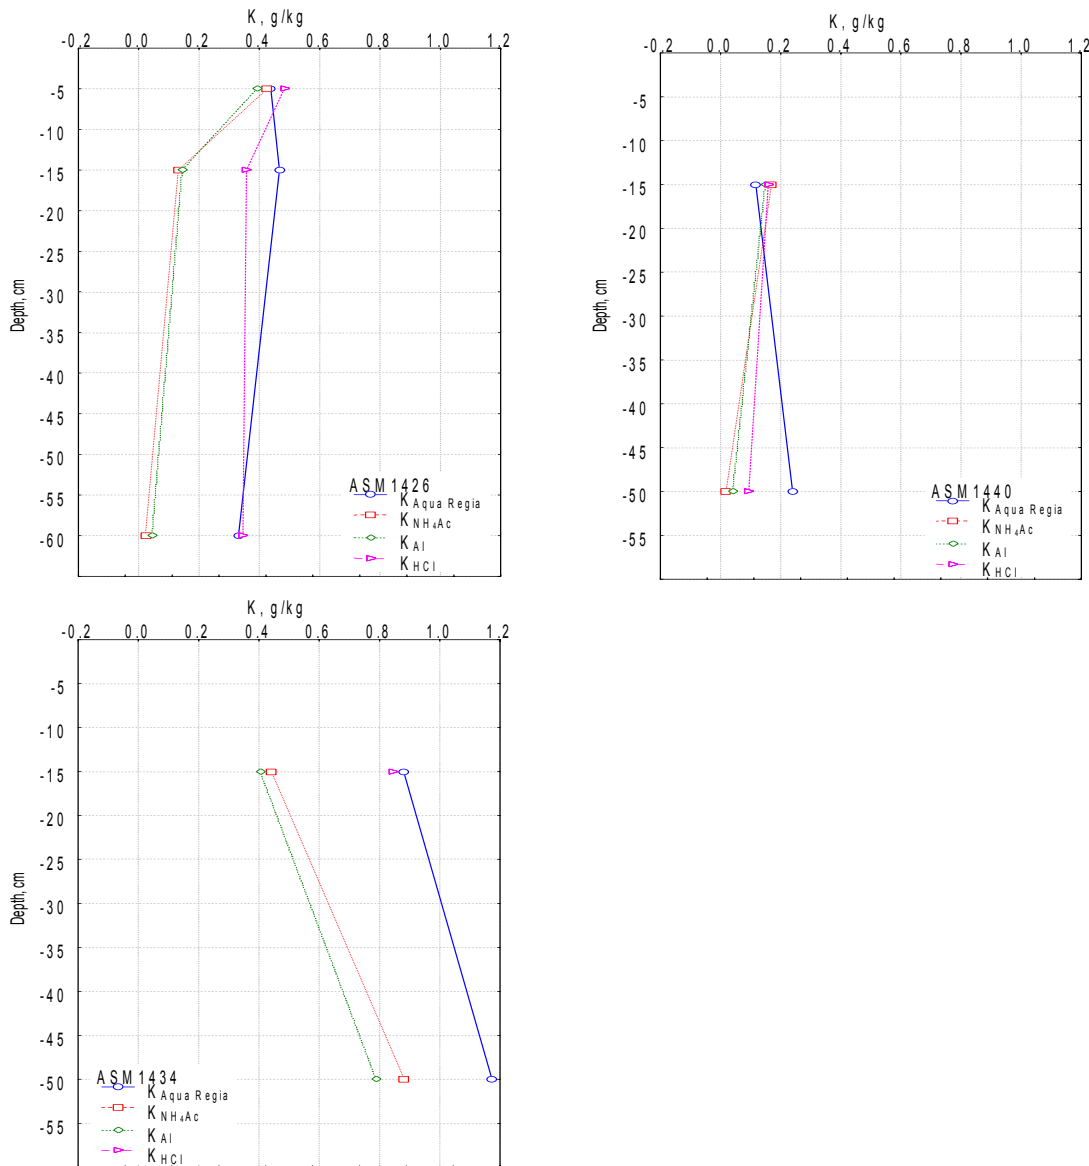 K, g/kg
-0.2 0.0 0.2 0.4 0.6 0.8 1.0 1.2
-5
-10
-15
-20
-25
-30
-35
-40
-45
-50
-55
-60
Depth, cm
ASM1426
K Aqua Regia
K NH₄Ac
K Al
K HCl
K, g/kg
-0.2 0.0 0.2 0.4 0.6 0.8 1.0 1.2
-5
-10
-15
-20
-25
-30
-35
-40
-45
-50
-55
Depth, cm
ASM1440
K Aqua Regia
K NH₄Ac
K Al
K HCl
K, g/kg
-0.2 0.0 0.2 0.4 0.6 0.8 1.0 1.2
-5
-10
-15
-20
-25
-30
-35
-40
-45
-50
-55
Depth, cm
ASM1434
K Aqua Regia
K NH₄Ac
K Al
K HCl